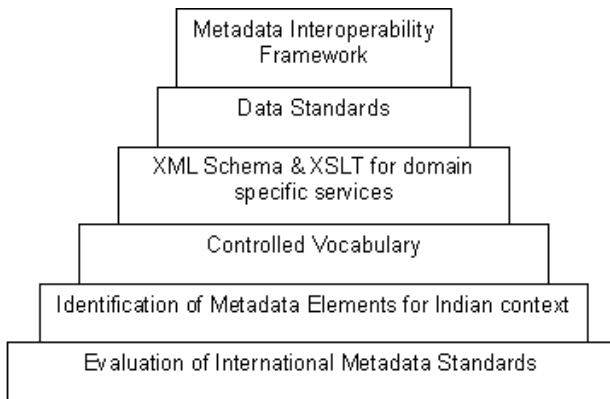 Metadata Interoperability
Framework
Data Standards
XML Schema & XSLT for domain
specific services
Controlled Vocabulary
Identification of Metadata Elements for Indian context
Evaluation of International Metadata Standards